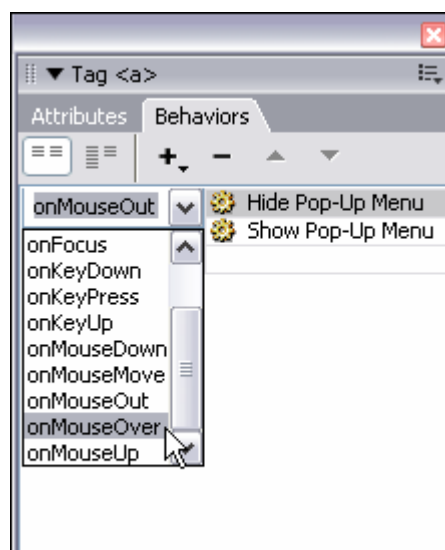 Tag <a>
Attributes Behaviors
onMouseOut Hide Pop-Up Menu
Show Pop-Up Menu
onFocus
onKeyDown
onKeyPress
onKeyUp
onMouseDown
onMouseMove
onMouseOut
onMouseOver
onMouseUp